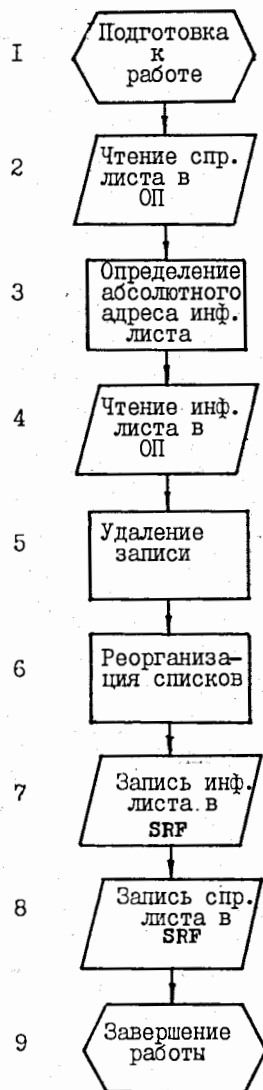 I
Подготовка
к
работе
2
Чтение спр.
листа в
ОП
3
Определение
абсолютного
адреса инф.
листа
4
Чтение инф.
листа в
ОП
5
Удаление
записи
6
Реорганиза-
ция списков
7
Запись инф.
листа в
SRF
8
Запись спр.
листа в
SRF
9
Завершение
работы